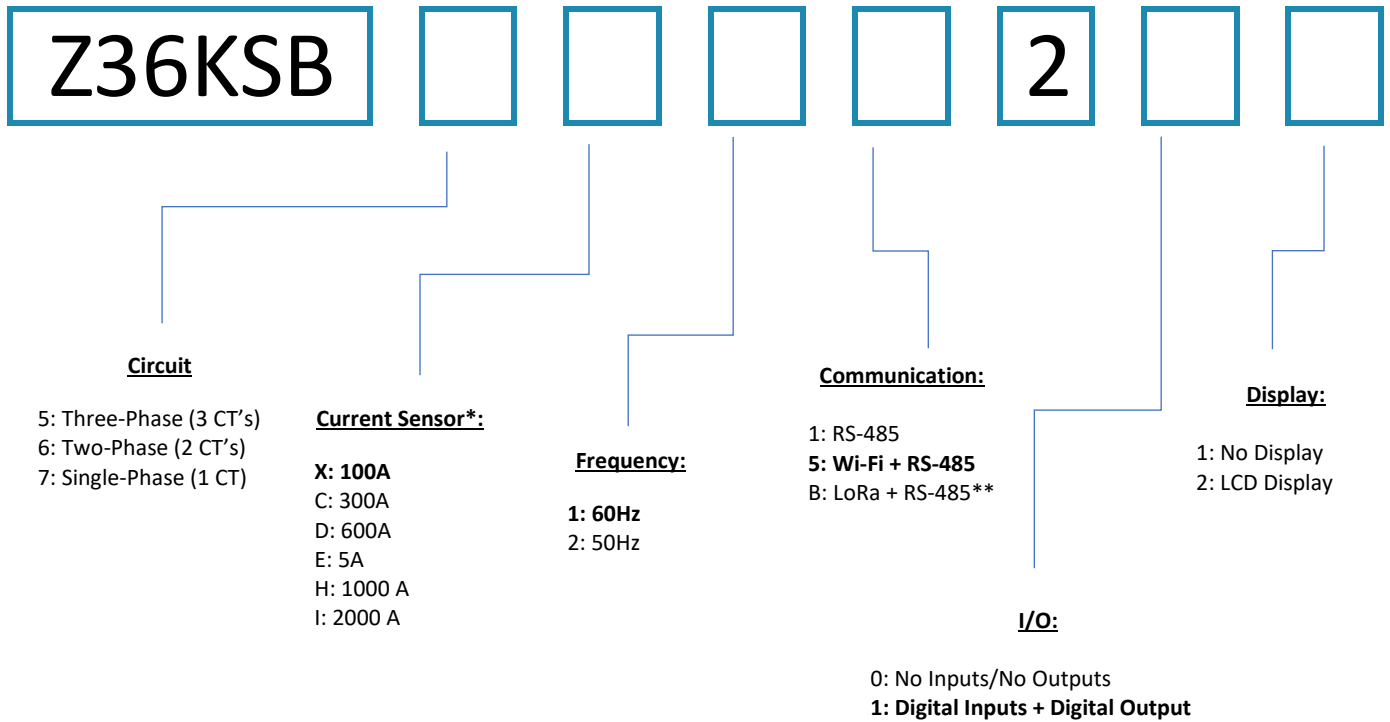 Z36KSB 2
Circuit
5: Three-Phase (3 CT’s)
6: Two-Phase (2 CT’s)
7: Single-Phase (1 CT)
Current Sensor*:
X: 100A
C: 300A
D: 600A
E: 5A
H: 1000 A
I: 2000 A
Frequency:
1: 60Hz
2: 50Hz
Communication:
1: RS-485
5: Wi-Fi + RS-485
B: LoRa + RS-485**
I/O:
0: No Inputs/No Outputs
1: Digital Inputs + Digital Output
Display:
1: No Display
2: LCD Display